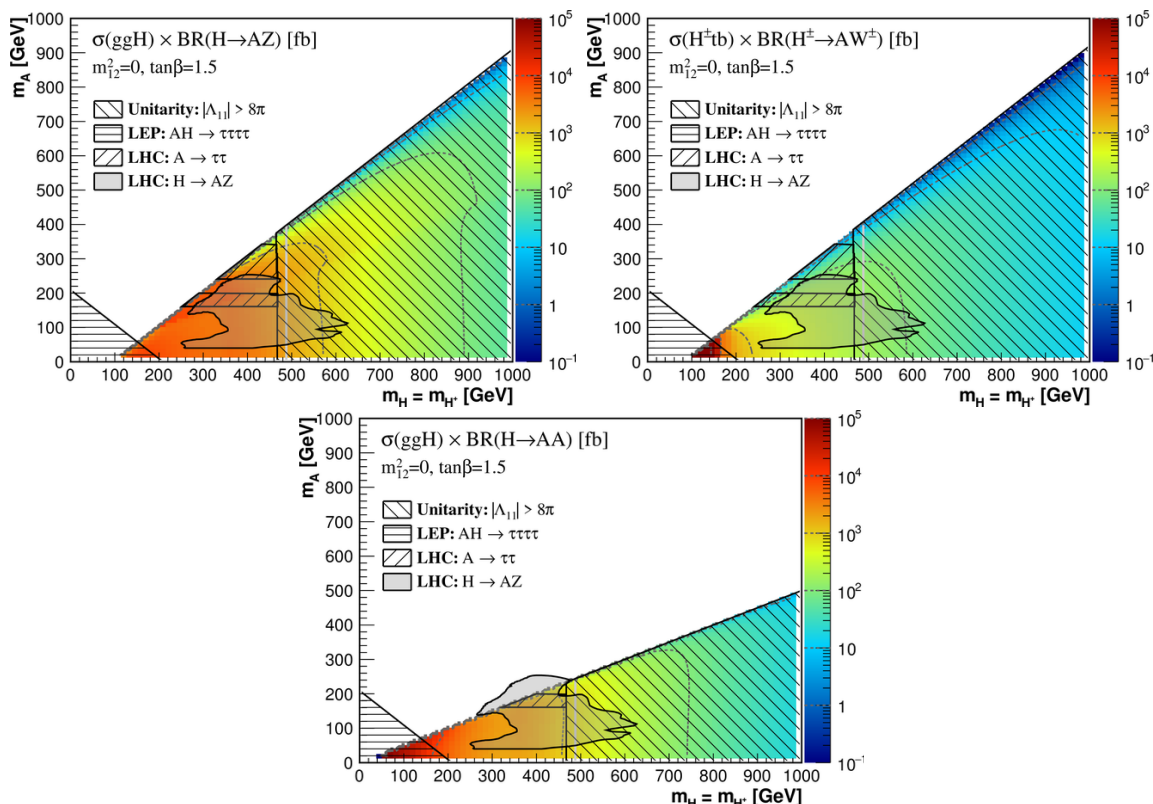 m_A [GeV]
1000
900
800
700
600
500
400
300
200
100
0
σ(ggH) × BR(H→AZ) [fb]
m²₁₂=0, tanβ=1.5
Unitarity: |Λ₁₁| > 8π
LEP: AH → ττττ
LHC: A → ττ
LHC: H → AZ
0 100 200 300 400 500 600 700 800 900 1000
m_H = m_H⁺ [GeV]
10⁵
10⁴
10³
10²
10
1
10⁻¹
m_A [GeV]
1000
900
800
700
600
500
400
300
200
100
0
σ(H±tb) × BR(H±→AW±) [fb]
m²₁₂=0, tanβ=1.5
Unitarity: |Λ₁₁| > 8π
LEP: AH → ττττ
LHC: A → ττ
LHC: H → AZ
0 100 200 300 400 500 600 700 800 900 1000
m_H = m_H⁺ [GeV]
10⁵
10⁴
10³
10²
10
1
10⁻¹
m_A [GeV]
1000
900
800
700
600
500
400
300
200
100
0
σ(ggH) × BR(H→AA) [fb]
m²₁₂=0, tanβ=1.5
Unitarity: |Λ₁₁| > 8π
LEP: AH → ττττ
LHC: A → ττ
LHC: H → AZ
0 100 200 300 400 500 600 700 800 900 1000
m_H = m_H⁺ [GeV]
10⁵
10⁴
10³
10²
10
1
10⁻¹